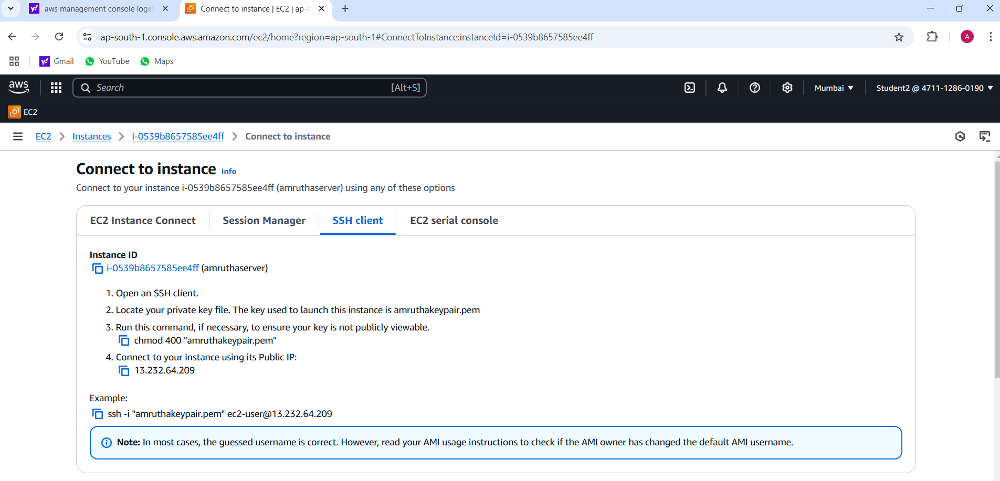 aws management console login
Connect to instance | EC2 | ap-s
ap-south-1.console.aws.amazon.com/ec2/home?region=ap-south-1#ConnectToInstance:instanceId=i-0539b8657585ee4ff
A
Gmail
YouTube
Maps
aws
Search
[Alt+S]
Mumbai
Student2 @ 4711-1286-0190
EC2
EC2 > Instances > i-0539b8657585ee4ff > Connect to instance
Connect to instance Info
Connect to your instance i-0539b8657585ee4ff (amruthaserver) using any of these options
EC2 Instance Connect
Session Manager
SSH client
EC2 serial console
Instance ID
i-0539b8657585ee4ff (amruthaserver)
1. Open an SSH client.
2. Locate your private key file. The key used to launch this instance is amruthakeypair.pem
3. Run this command, if necessary, to ensure your key is not publicly viewable.
chmod 400 "amruthakeypair.pem"
4. Connect to your instance using its Public IP:
13.232.64.209
Example:
ssh -i "amruthakeypair.pem" ec2-user@13.232.64.209
Note: In most cases, the guessed username is correct. However, read your AMI usage instructions to check if the AMI owner has changed the default AMI username.